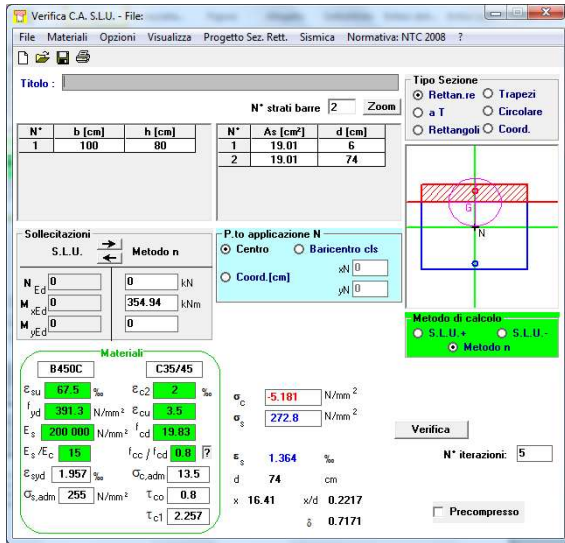 Verifica C.A. S.L.U. - File:
File Materiali Opzioni Visualizza Progetto Sez. Rett. Sismica Normativa: NTC 2008 ?
Titolo :
N° strati barre 2 Zoom
N° b [cm] h [cm]
1 100 80
N° As [cm²] d [cm]
1 19.01 6
2 19.01 74
Tipo Sezione
Rettan.re Trapezi
a T Circolare
Rettangoli Coord.
G
N
Sollecitazioni
S.L.U. Metodo n
N Ed 0 0 kN
M xEd 0 354.94 kNm
M yEd 0 0
P.to applicazione N
Centro Baricentro cls
Coord.[cm] xN 0
yN 0
Metodo di calcolo
S.L.U.+ S.L.U.-
Metodo n
Materiali
B450C C35/45
εsu 67.5 ‰ εc2 2 ‰
fyd 391.3 N/mm² εcu 3.5
Es 200 000 N/mm² fcd 19.83
Es/Ec 15 fcc / fcd 0.8 ?
εsyd 1.957 ‰ σc,adm 13.5
σs,adm 255 N/mm² τco 0.8
τc1 2.257
σc -5.181 N/mm²
σs 272.8 N/mm²
εs 1.364 ‰
d 74 cm
x 16.41 x/d 0.2217
δ 0.7171
Verifica
N° iterazioni: 5
Precompresso